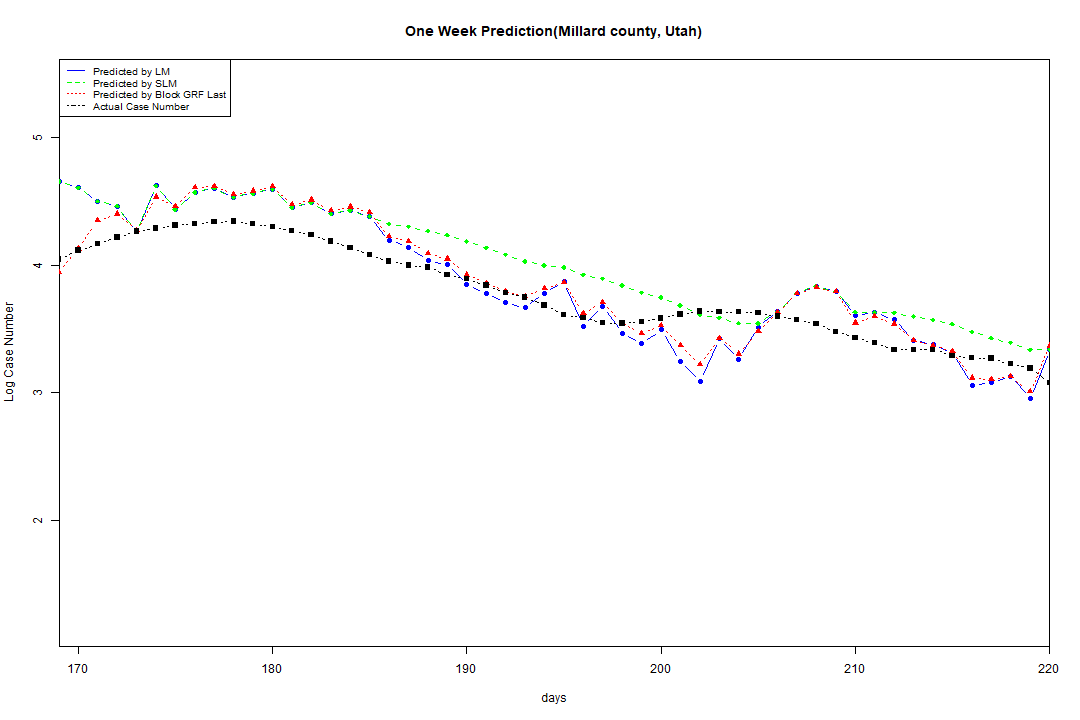 One Week Prediction(Millard county, Utah)
Predicted by LM
Predicted by SLM
Predicted by Block GRF Last
Actual Case Number
5
4
3
2
Log Case Number
170 180 190 200 210 220
days